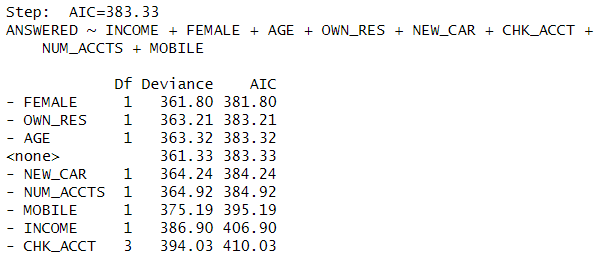 Step:  AIC=383.33
ANSWERED ~ INCOME + FEMALE + AGE + OWN_RES + NEW_CAR + CHK_ACCT +
    NUM_ACCTS + MOBILE
            Df Deviance    AIC
- FEMALE     1   361.80 381.80
- OWN_RES    1   363.21 383.21
- AGE        1   363.32 383.32
<none>           361.33 383.33
- NEW_CAR    1   364.24 384.24
- NUM_ACCTS  1   364.92 384.92
- MOBILE     1   375.19 395.19
- INCOME     1   386.90 406.90
- CHK_ACCT   3   394.03 410.03